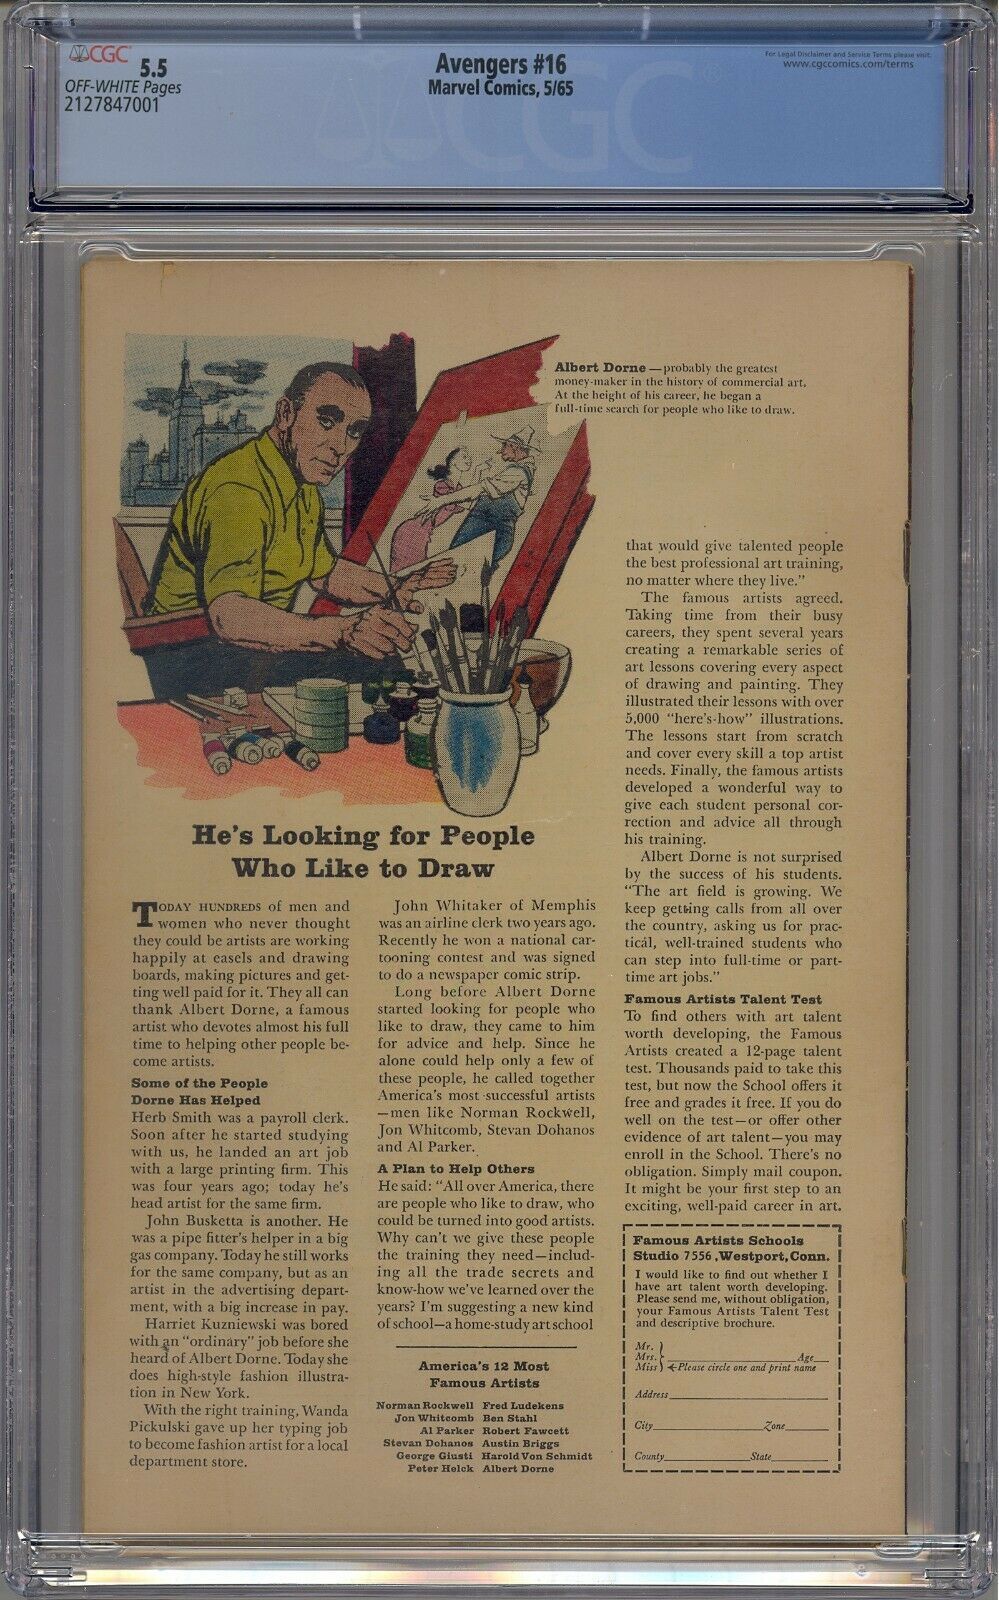 CGC
5.5
OFF-WHITE Pages
2127847001
Avengers #16
Marvel Comics, 5/65
For Legal Disclaimer and Service Terms please visit:
www.cgccomics.com/terms
CGC
Albert Dorne — probably the greatest
money-maker in the history of commercial art.
At the height of his career, he began a
full-time search for people who like to draw.
He's Looking for People
Who Like to Draw
TODAY HUNDREDS of men and
women who never thought
they could be artists are working
happily at easels and drawing
boards, making pictures and get-
ting well paid for it. They all can
thank Albert Dorne, a famous
artist who devotes almost his full
time to helping other people be-
come artists.
Some of the People
Dorne Has Helped
Herb Smith was a payroll clerk.
Soon after he started studying
with us, he landed an art job
with a large printing firm. This
was four years ago; today he's
head artist for the same firm.
John Busketta is another. He
was a pipe fitter's helper in a big
gas company. Today he still works
for the same company, but as an
artist in the advertising depart-
ment, with a big increase in pay.
Harriet Kuzniewski was bored
with an "ordinary" job before she
heard of Albert Dorne. Today she
does high-style fashion illustra-
tion in New York.
With the right training, Wanda
Pickulski gave up her typing job
to become fashion artist for a local
department store.
John Whitaker of Memphis
was an airline clerk two years ago.
Recently he won a national car-
tooning contest and was signed
to do a newspaper comic strip.
Long before Albert Dorne
started looking for people who
like to draw, they came to him
for advice and help. Since he
alone could help only a few of
these people, he called together
America's most successful artists
—men like Norman Rockwell,
Jon Whitcomb, Stevan Dohanos
and Al Parker.
A Plan to Help Others
He said: "All over America, there
are people who like to draw, who
could be turned into good artists.
Why can't we give these people
the training they need—includ-
ing all the trade secrets and
know-how we've learned over the
years? I'm suggesting a new kind
of school—a home-study art school
America's 12 Most
Famous Artists
Norman Rockwell Fred Ludekens
Jon Whitcomb Ben Stahl
Al Parker Robert Fawcett
Stevan Dohanos Austin Briggs
George Giusti Harold Von Schmidt
Peter Helck Albert Dorne
that would give talented people
the best professional art training,
no matter where they live."
The famous artists agreed.
Taking time from their busy
careers, they spent several years
creating a remarkable series of
art lessons covering every aspect
of drawing and painting. They
illustrated their lessons with over
5,000 "here's-how" illustrations.
The lessons start from scratch
and cover every skill a top artist
needs. Finally, the famous artists
developed a wonderful way to
give each student personal cor-
rection and advice all through
his training.
Albert Dorne is not surprised
by the success of his students.
"The art field is growing. We
keep getting calls from all over
the country, asking us for prac-
tical, well-trained students who
can step into full-time or part-
time art jobs."
Famous Artists Talent Test
To find others with art talent
worth developing, the Famous
Artists created a 12-page talent
test. Thousands paid to take this
test, but now the School offers it
free and grades it free. If you do
well on the test—or offer other
evidence of art talent—you may
enroll in the School. There's no
obligation. Simply mail coupon.
It might be your first step to an
exciting, well-paid career in art.
Famous Artists Schools
Studio 7556, Westport, Conn.
I would like to find out whether I
have art talent worth developing.
Please send me, without obligation,
your Famous Artists Talent Test
and descriptive brochure.
Mr.
Mrs. Age
Miss ←Please circle one and print name
Address
City Zone
County State